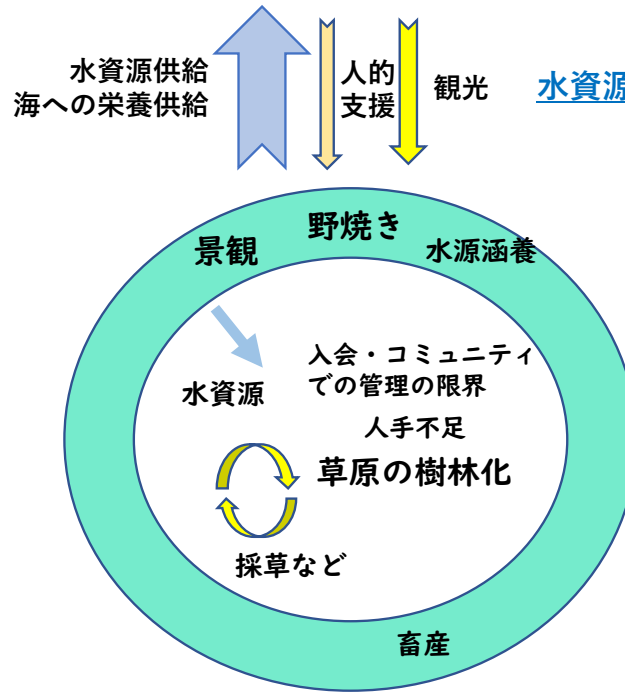 水資源供給
海への栄養供給
人的
支援
観光
水資源
野焼き
景観
水源涵養
入会・コミュニティ
での管理の限界
水資源
人手不足
草原の樹林化
採草など
畜産